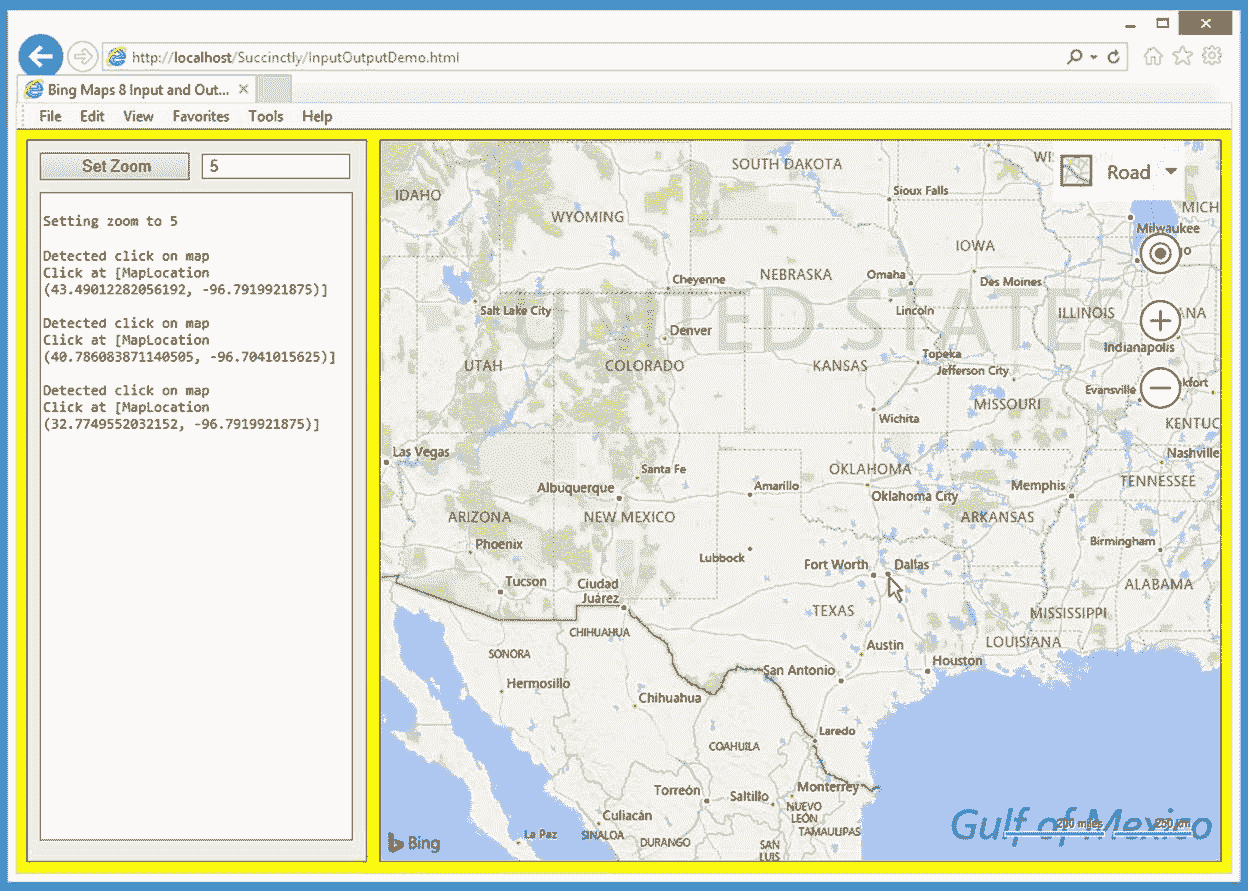 http://localhost/Succinctly/InputOutputDemo.html
Bing Maps 8 Input and Out...
File Edit View Favorites Tools Help
Set Zoom
5
Setting zoom to 5
Detected click on map
Click at [MapLocation
(43.49012282056192, -96.7919921875)]
Detected click on map
Click at [MapLocation
(40.786083871140505, -96.7041015625)]
Detected click on map
Click at [MapLocation
(32.7749552032152, -96.7919921875)]
SOUTH DAKOTA
Road
IDAHO
Sioux Falls
WYOMING
MICH
Milwaukee
IOWA
Cheyenne
NEBRASKA
Omaha
Des Moines
UNITED STATES
Salt Lake City
Lincoln
ILLINOIS
ANA
Denver
Indianapolis
UTAH
COLORADO
KANSAS
Topeka
Jefferson City
Evansville
kfort
MISSOURI
Wichita
KENTUC
Las Vegas
Nashville
Santa Fe
OKLAHOMA
Albuquerque
Amarillo
Oklahoma City
Memphis
TENNESSEE
ARIZONA
NEW MEXICO
ARKANSAS
Phoenix
Birmingham
Lubbock
Fort Worth
Dallas
Tucson
Ciudad
Juárez
ALABAMA
TEXAS
MISSISSIPPI
CHIHUAHUA
Austin
LOUISIANA
SONORA
San Antonio
Houston
Hermosillo
Chihuahua
Laredo
COAHUILA
Torreón
Saltillo
Monterrey
NUEVO
LEÓN
TAMAULIPAS
Culiacán
La Paz
SINALOA
DURANGO
SAN
LUIS
Gulf of Mexico
200 miles
250 km
Bing